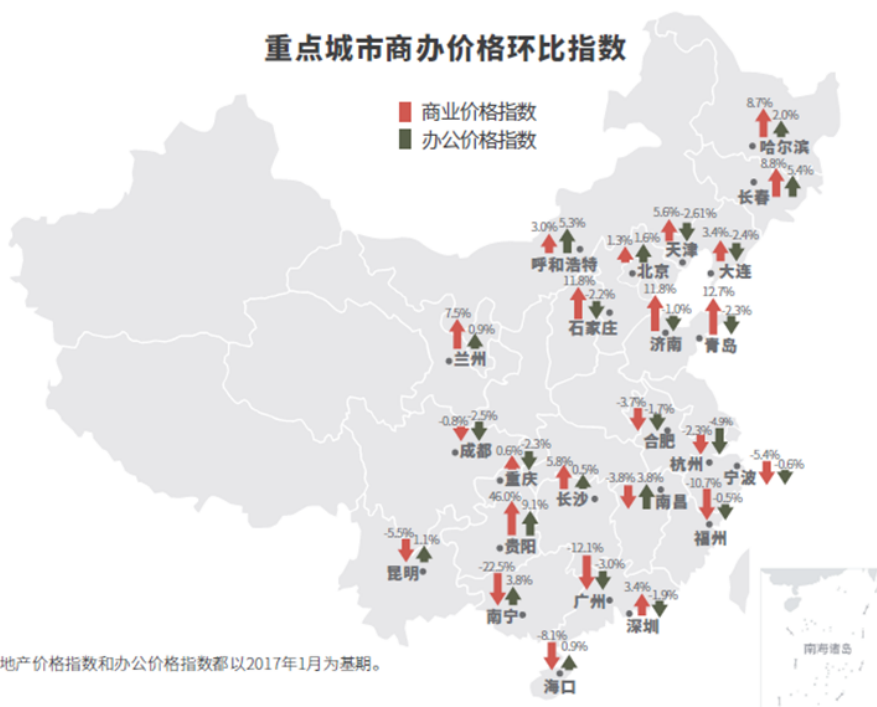 重点城市商办价格环比指数
商业价格指数
办公价格指数
8.7% 2.0%
哈尔滨
8.8% 5.4%
长春
5.6% -2.61%
天津
3.4% -2.4%
大连
3.0% 5.3%
呼和浩特
1.3% 1.6%
北京
11.8% -2.2%
石家庄
11.8% -1.0%
济南
12.7% -2.3%
青岛
7.5% 0.9%
兰州
-3.7% -1.7%
合肥
-0.8% -2.5%
成都
-2.3% -4.9%
杭州
0.6% -2.3%
重庆
5.8% 0.5%
长沙
-5.4% -0.6%
宁波
-3.8% 3.8%
南昌
-10.7% -0.5%
福州
46.0% 9.1%
贵阳
-5.5% 1.1%
昆明
-12.1% -3.0%
广州
-22.5% 3.8%
南宁
3.4% -1.9%
深圳
-8.1% 0.9%
海口
南海诸岛
地产价格指数和办公价格指数都以2017年1月为基期。